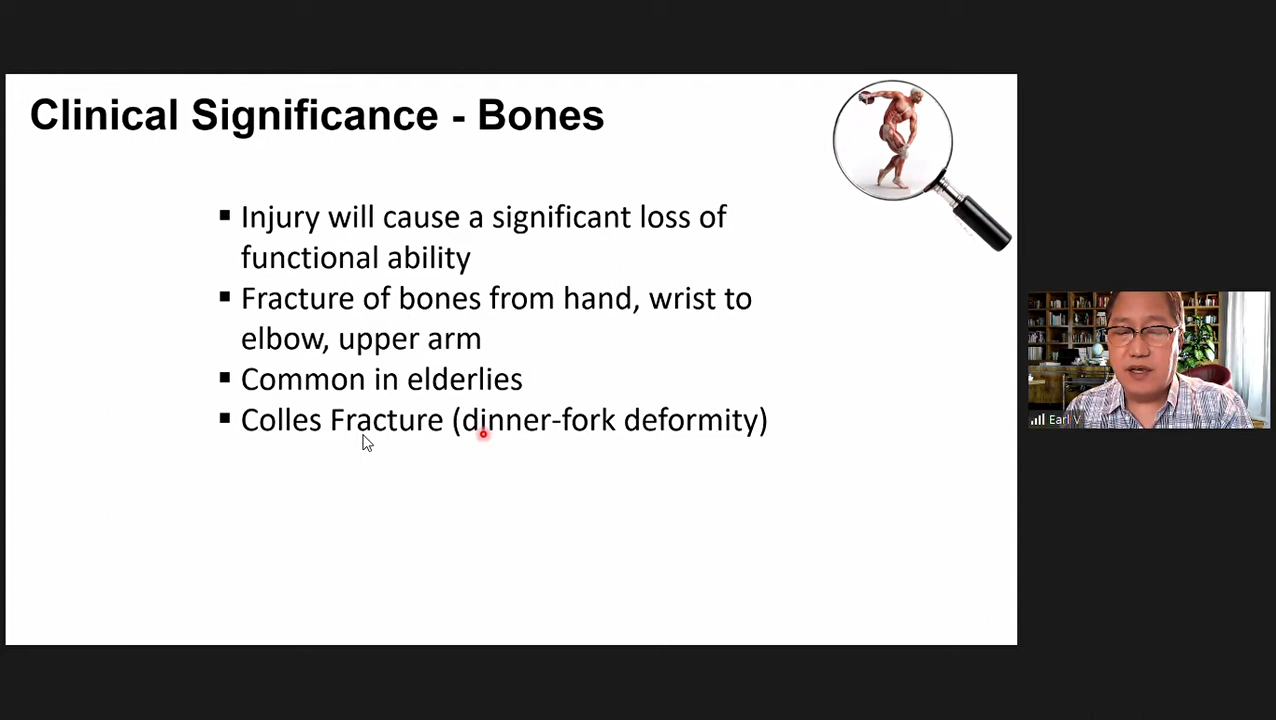 Clinical Significance - Bones
▪ Injury will cause a significant loss of
functional ability
▪ Fracture of bones from hand, wrist to
elbow, upper arm
▪ Common in elderlies
▪ Colles Fracture (dinner-fork deformity)
Earl V